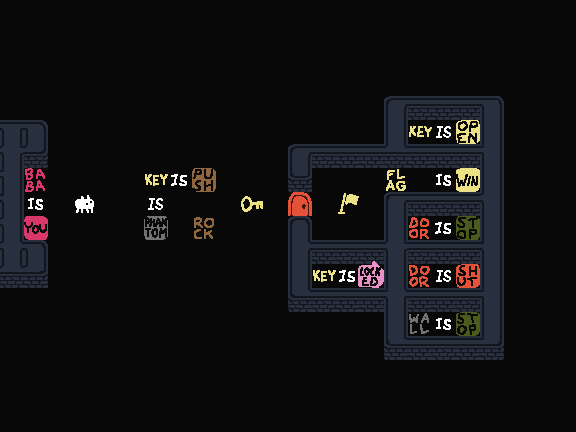 KEY IS OPEN
BABA KEY IS PUSH FLAG IS WIN
IS IS
YOU PHANTOM ROCK DOOR IS STOP
KEY IS LOCKED DOOR IS SHUT
WALL IS STOP